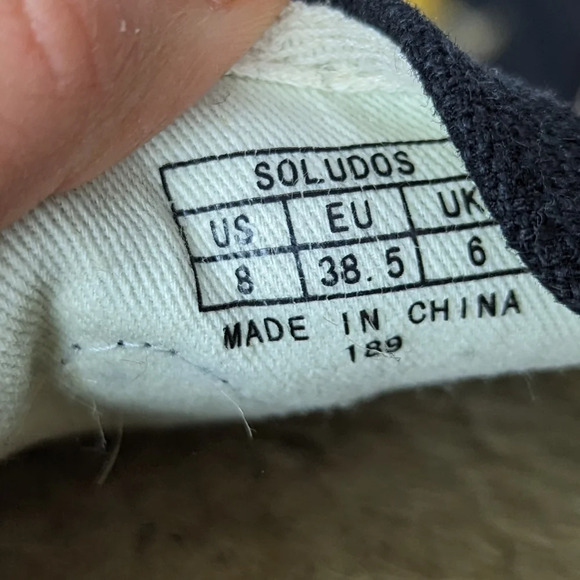 SOLUDOS
US EU UK
8 38.5 6
MADE IN CHINA
189